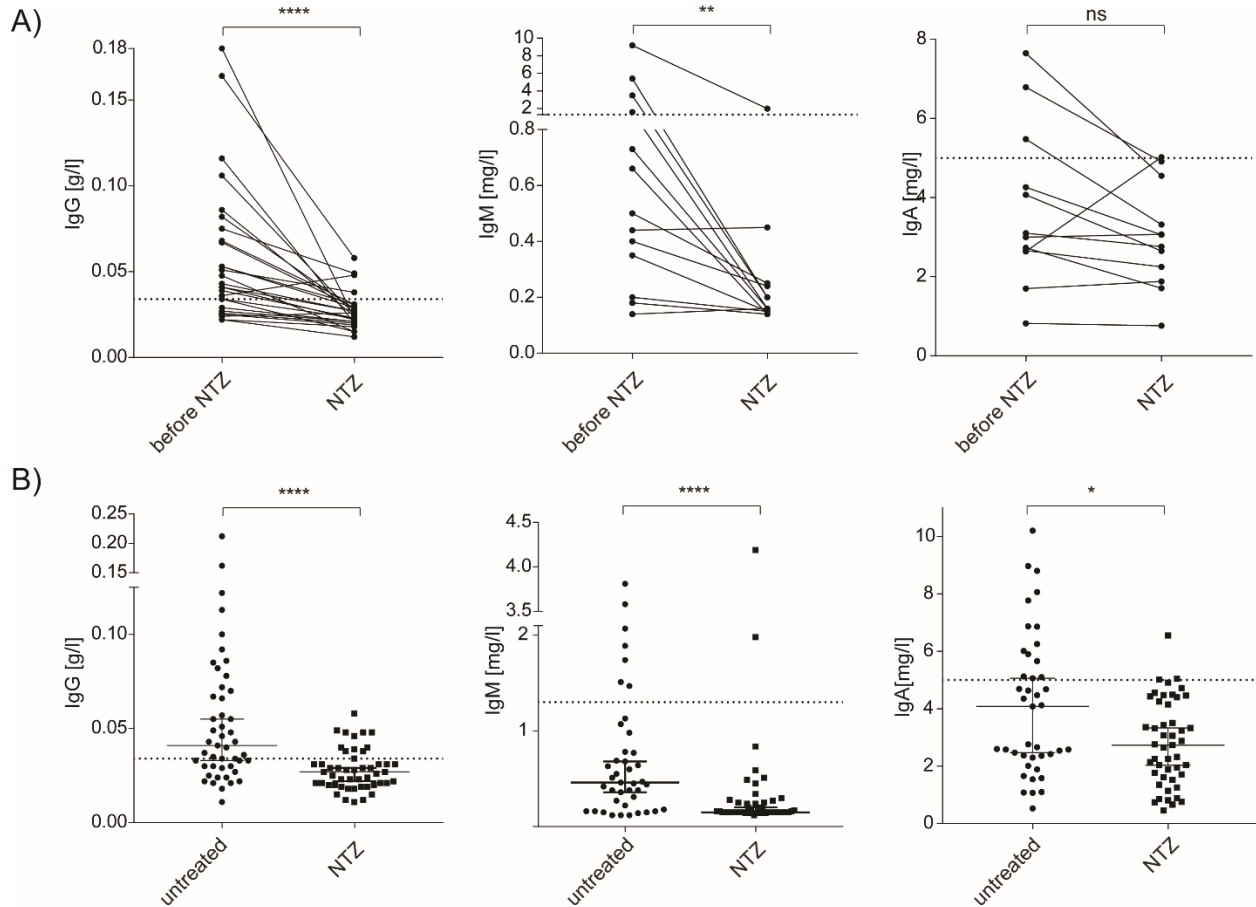 A)
****
IgG [g/l]
0.18
0.15
0.10
0.05
0.00
before NTZ
NTZ
**
IgM [mg/l]
10
8
6
4
2
0.8
0.6
0.4
0.2
0.0
before NTZ
NTZ
ns
IgA [mg/l]
8
6
4
2
0
before NTZ
NTZ
B)
****
IgG [g/l]
0.25
0.20
0.15
0.10
0.05
0.00
untreated
NTZ
****
IgM [mg/l]
4.5
4.0
3.5
2
1
untreated
NTZ
*
IgA[mg/l]
10
8
6
4
2
0
untreated
NTZ